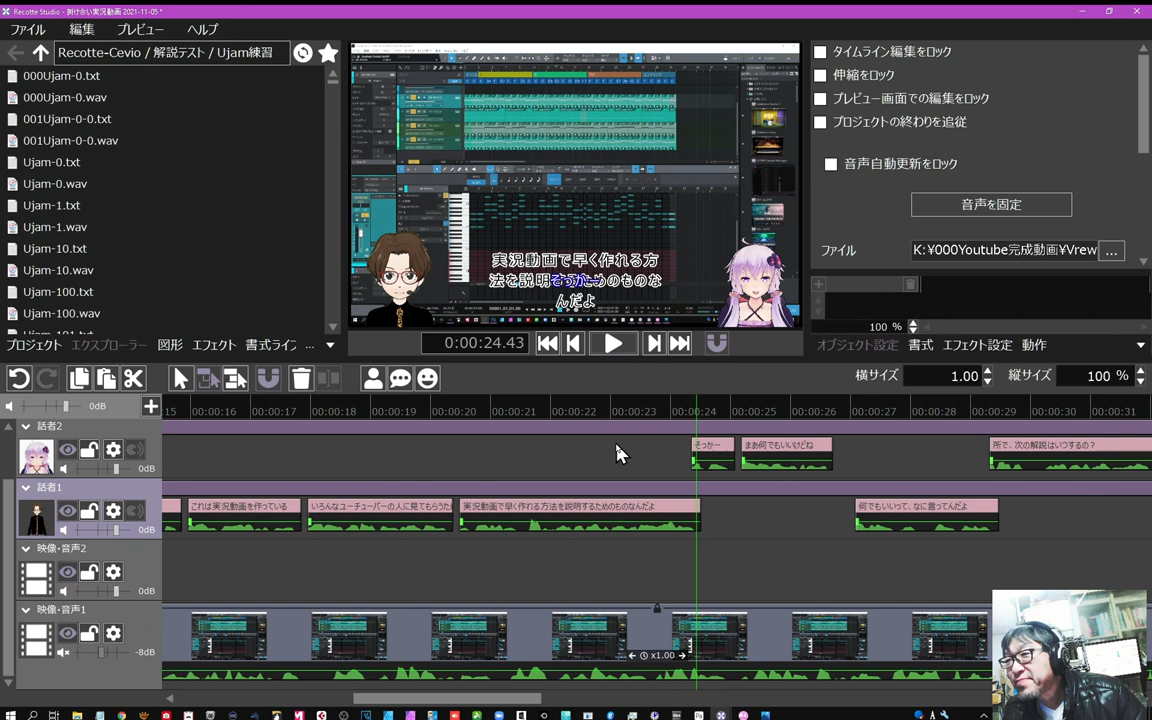 Recotte Studio - 掛け合い実況動画 2021-11-05 *
ファイル 編集 プレビュー ヘルプ
Recotte-Cevio / 解説テスト / Ujam練習
000Ujam-0.txt
000Ujam-0.wav
001Ujam-0-0.txt
001Ujam-0-0.wav
Ujam-0.txt
Ujam-0.wav
Ujam-1.txt
Ujam-1.wav
Ujam-10.txt
Ujam-10.wav
Ujam-100.txt
Ujam-100.wav
Ujam-101.txt
プロジェクト エクスプローラー 図形 エフェクト 書式ライブ ...
実況動画で早く作れる方
法を説明するためのものな
んだよ
そっかー
0:00:24.43
タイムライン編集をロック
伸縮をロック
プレビュー画面での編集をロック
プロジェクトの終わりを追従
音声自動更新をロック
音声を固定
ファイル K:¥000Youtube完成動画¥Vrew ...
100 %
オブジェクト設定 書式 エフェクト設定 動作
横サイズ 1.00 縦サイズ 100 %
0dB
:15 00:00:16 00:00:17 00:00:18 00:00:19 00:00:20 00:00:21 00:00:22 00:00:23 00:00:24 00:00:25 00:00:26 00:00:27 00:00:28 00:00:29 00:00:30 00:00:31
話者2
そっかー まあ何でもいいけどね 所で、次の解説はいつするの？
0dB
話者1
これは実況動画を作っている いろんなユーチューバーの人に見てもらうた 実況動画で早く作れる方法を説明するためのものなんだよ 何でもいいって、なに言ってんだよ
0dB
映像・音声2
0dB
映像・音声1
-8dB
x1.00